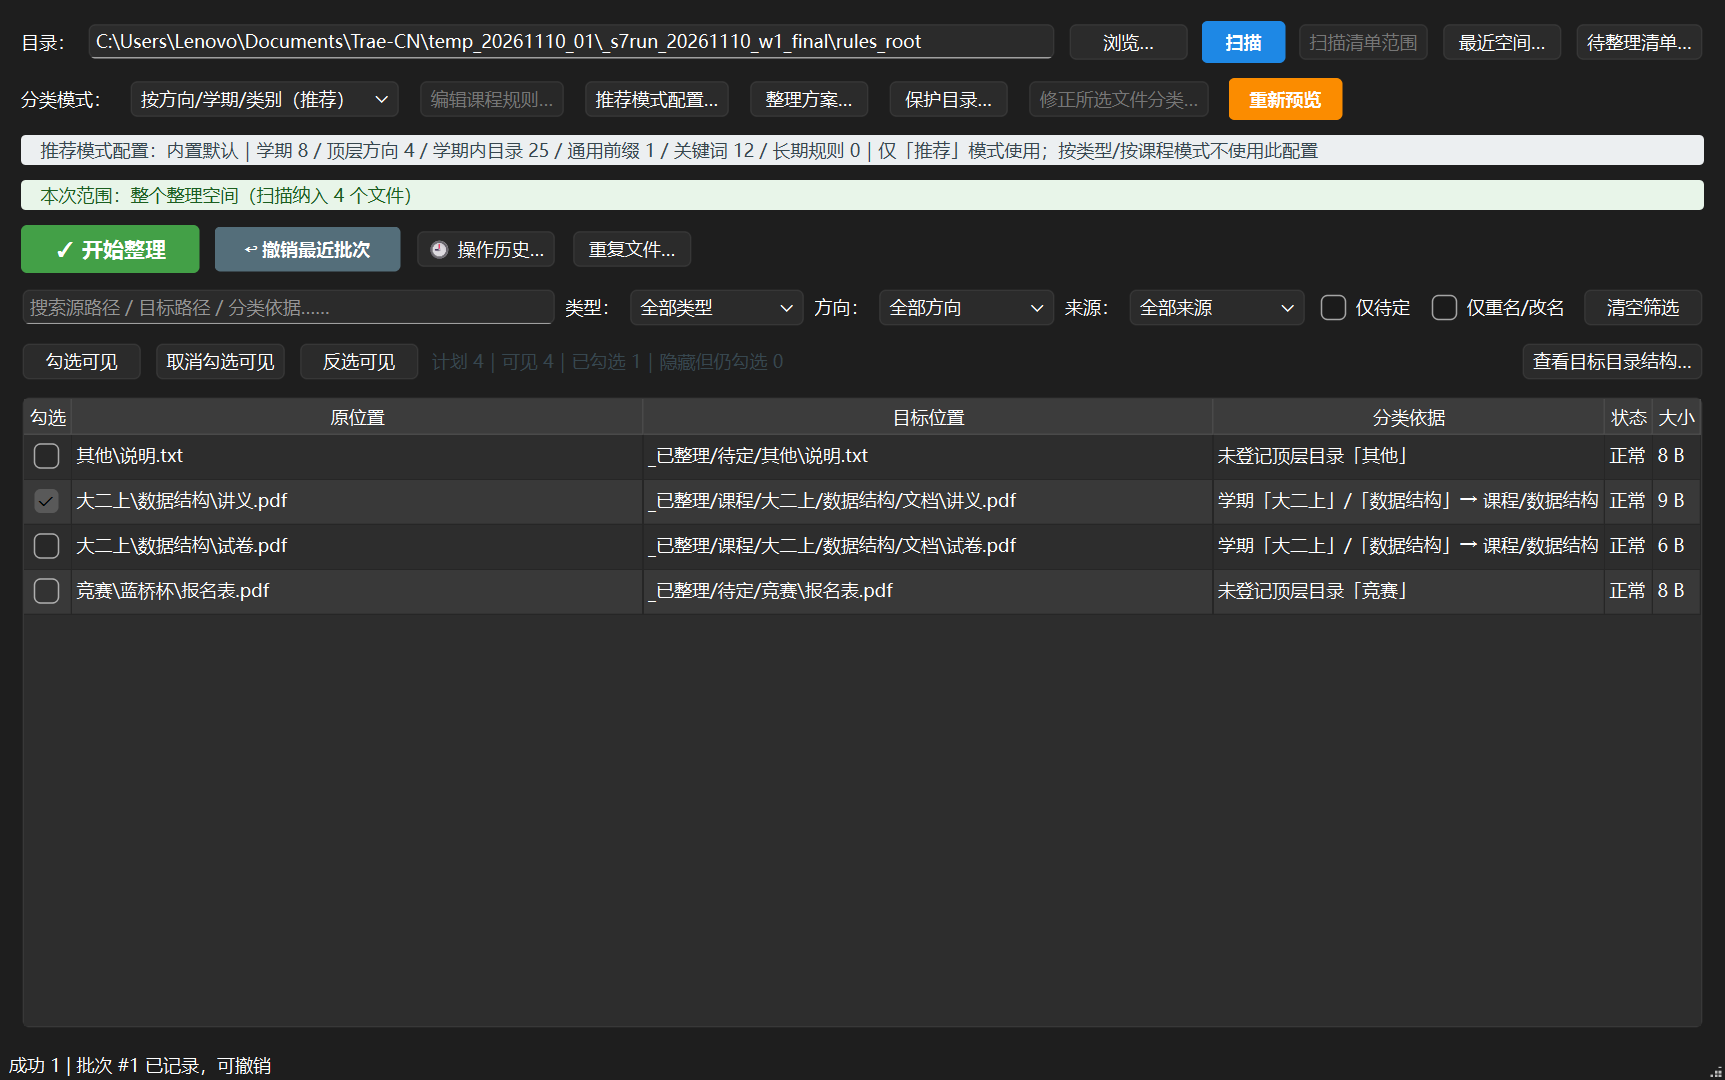 目录： C:\Users\Lenovo\Documents\Trae-CN\temp_20261110_01\_s7run_20261110_w1_final\rules_root 浏览... 扫描 扫描清单范围 最近空间... 待整理清单...
分类模式： 按方向/学期/类别（推荐） 编辑课程规则... 推荐模式配置... 整理方案... 保护目录... 修正所选文件分类... 重新预览
推荐模式配置：内置默认 | 学期 8 / 顶层方向 4 / 学期内目录 25 / 通用前缀 1 / 关键词 12 / 长期规则 0 | 仅「推荐」模式使用；按类型/按课程模式不使用此配置
本次范围：整个整理空间（扫描纳入 4 个文件）
✓ 开始整理 ↩ 撤销最近批次 操作历史... 重复文件...
搜索源路径 / 目标路径 / 分类依据…… 类型： 全部类型 方向： 全部方向 来源： 全部来源 仅待定 仅重名/改名 清空筛选
勾选可见 取消勾选可见 反选可见 计划 4 | 可见 4 | 已勾选 1 | 隐藏但仍勾选 0 查看目标目录结构...
勾选 原位置 目标位置 分类依据 状态 大小
其他\说明.txt _已整理/待定/其他\说明.txt 未登记顶层目录「其他」 正常 8 B
大二上\数据结构\讲义.pdf _已整理/课程/大二上/数据结构/文档\讲义.pdf 学期「大二上」/「数据结构」→ 课程/数据结构 正常 9 B
大二上\数据结构\试卷.pdf _已整理/课程/大二上/数据结构/文档\试卷.pdf 学期「大二上」/「数据结构」→ 课程/数据结构 正常 6 B
竞赛\蓝桥杯\报名表.pdf _已整理/待定/竞赛\报名表.pdf 未登记顶层目录「竞赛」 正常 8 B
成功 1 | 批次 #1 已记录，可撤销